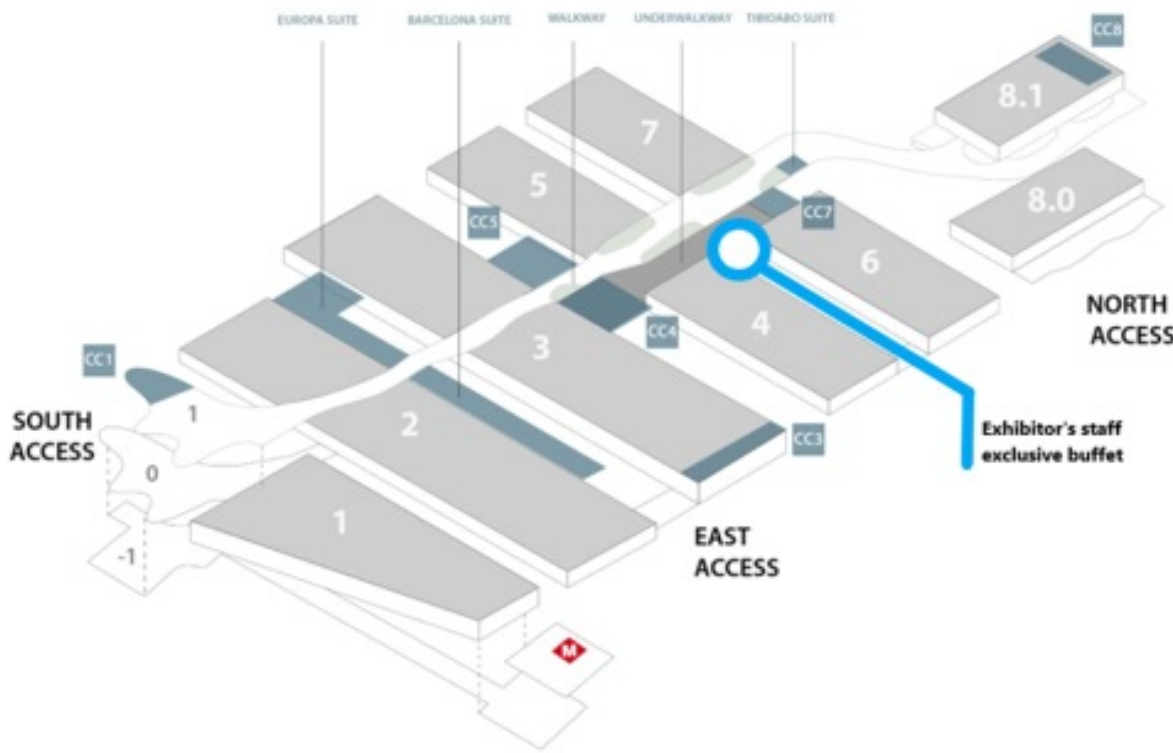 EUROPA SUITE
BARCELONA SUITE
WALKWAY
UNDERWALKWAY
TIBIDABO SUITE
CC8
8.1
7
5
8.0
CC5
CC7
6
NORTH
ACCESS
4
CC4
3
CC1
1
SOUTH
ACCESS
2
Exhibitor's staff
exclusive buffet
CC3
0
1
EAST
ACCESS
-1
M